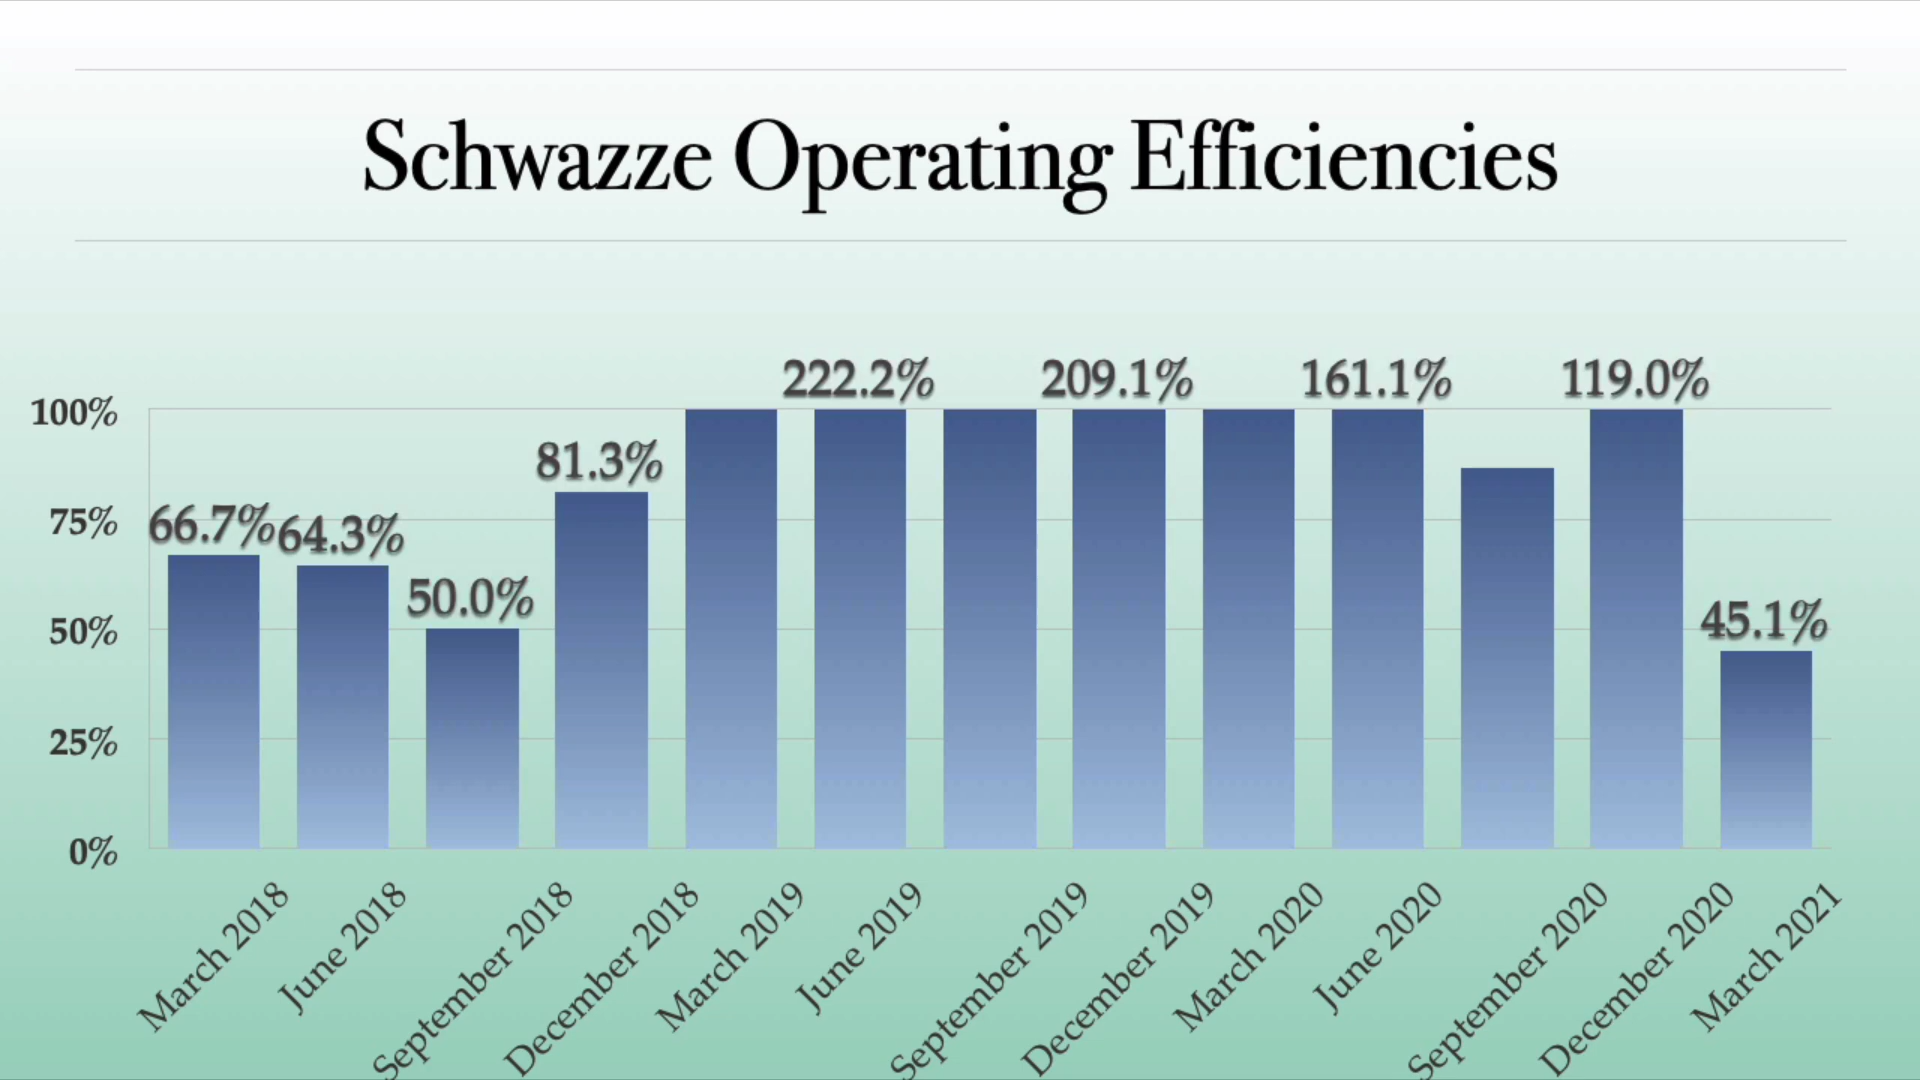 Schwazze Operating Efficiencies
222.2% 209.1% 161.1% 119.0%
100%
81.3%
75% 66.7% 64.3%
50.0%
50% 45.1%
25%
0%
March 2018
June 2018
September 2018
December 2018
March 2019
June 2019
September 2019
December 2019
March 2020
June 2020
September 2020
December 2020
March 2021